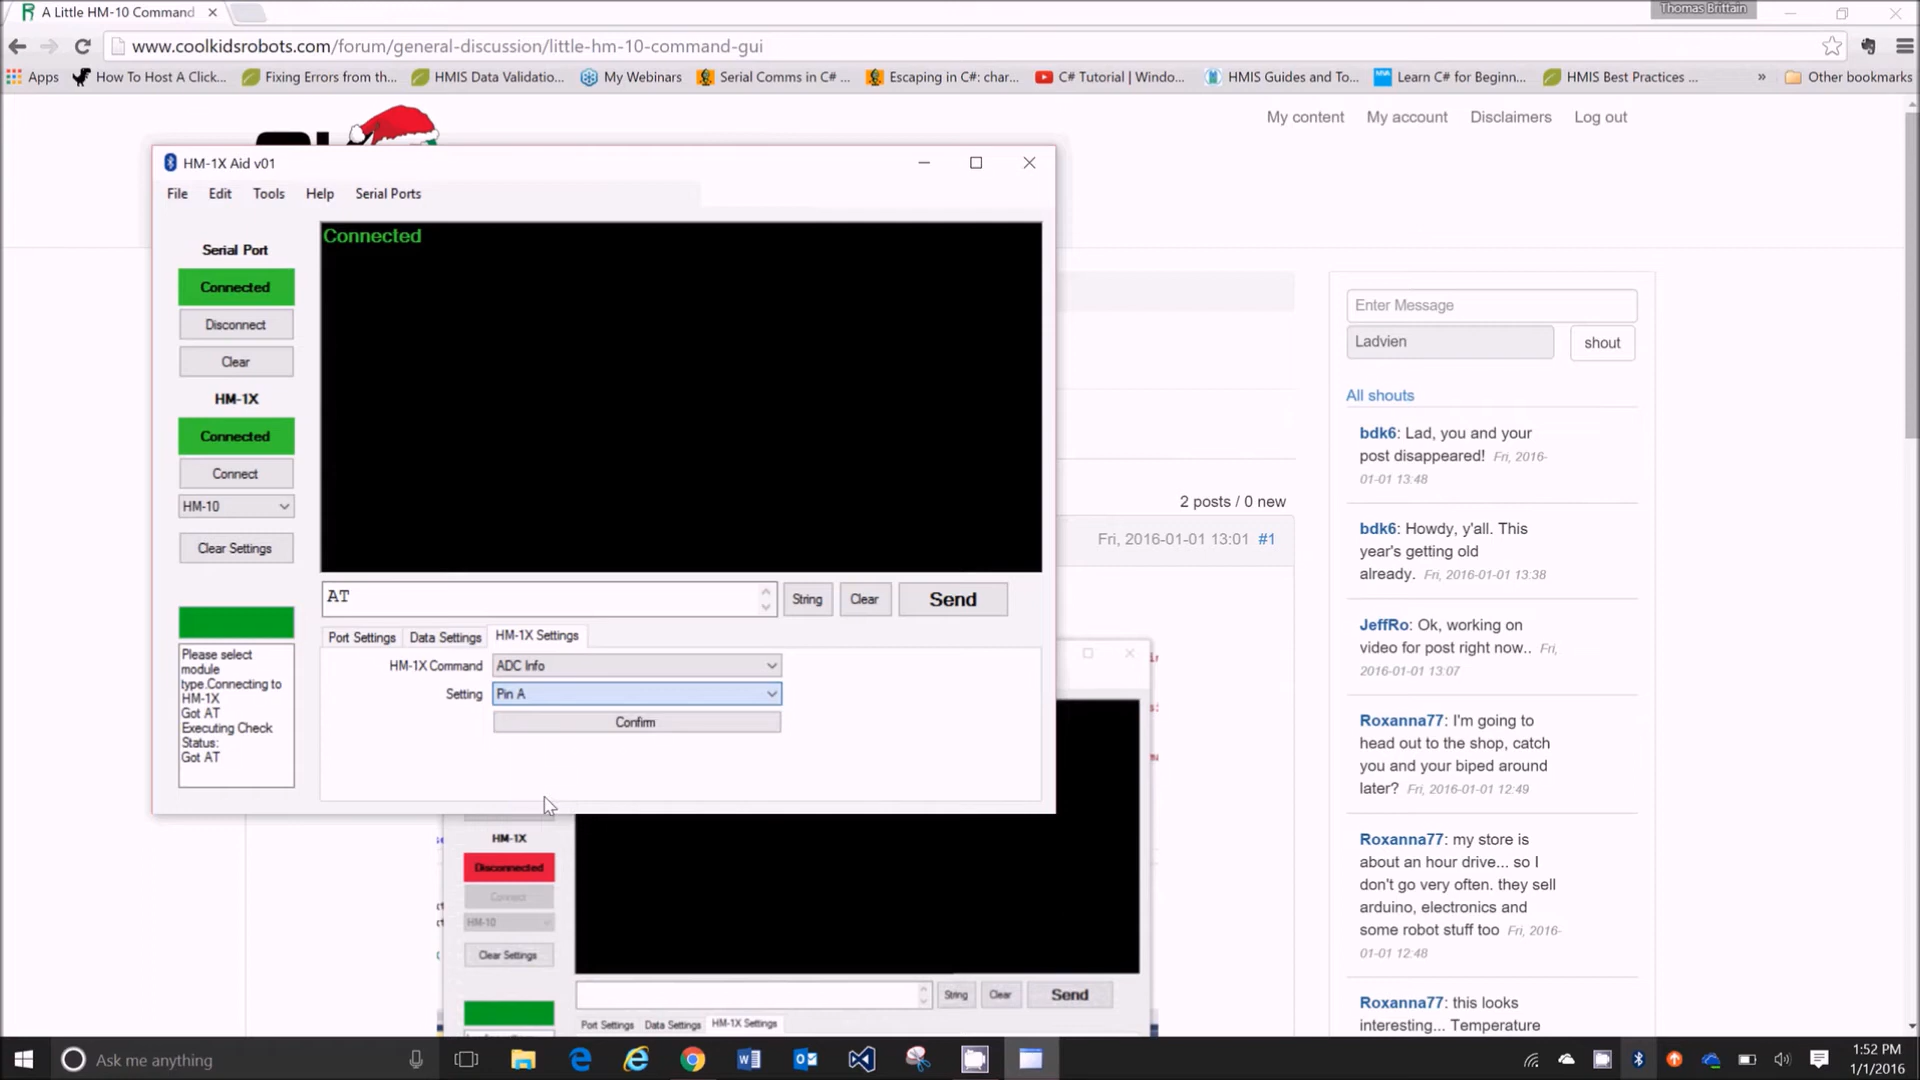 A Little HM-10 Command
Thomas Brittain
www.coolkidsrobots.com/forum/general-discussion/little-hm-10-command-gui
Apps How To Host A Click... Fixing Errors from th... HMIS Data Validatio... My Webinars Serial Comms in C# ... Escaping in C#: char... C# Tutorial | Windo... HMIS Guides and To... Learn C# for Beginn... HMIS Best Practices ... » Other bookmarks
My content My account Disclaimers Log out
HM-1X Aid v01
File Edit Tools Help Serial Ports
Serial Port
Connected
Disconnect
Clear
HM-1X
Connected
Connect
HM-10
Clear Settings
Please select
module
type.Connecting to
HM-1X
Got AT
Executing Check
Status:
Got AT
Connected
AT
String Clear Send
Port Settings Data Settings HM-1X Settings
HM-1X Command ADC Info
Setting Pin A
Confirm
2 posts / 0 new
Fri, 2016-01-01 13:01 #1
HM-1X
Disconnected
Connect
HM-10
Clear Settings
String Clear Send
Port Settings Data Settings HM-1X Settings
Enter Message
Ladvien shout
All shouts
bdk6: Lad, you and your
post disappeared! Fri, 2016-
01-01 13:48
bdk6: Howdy, y'all. This
year's getting old
already. Fri, 2016-01-01 13:38
JeffRo: Ok, working on
video for post right now.. Fri,
2016-01-01 13:07
Roxanna77: I'm going to
head out to the shop, catch
you and your biped around
later? Fri, 2016-01-01 12:49
Roxanna77: my store is
about an hour drive... so I
don't go very often. they sell
arduino, electronics and
some robot stuff too Fri, 2016-
01-01 12:48
Roxanna77: this looks
interesting... Temperature
Ask me anything
1:52 PM
1/1/2016